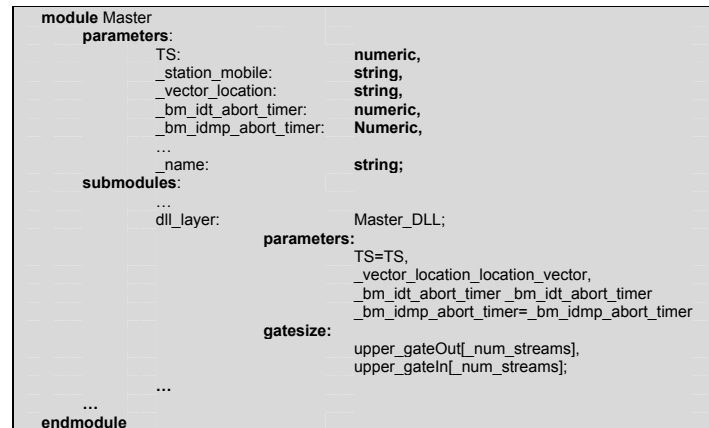 module Master
parameters:
TS: numeric,
_station_mobile: string,
_vector_location: string,
_bm_idt_abort_timer: numeric,
_bm_idmp_abort_timer: Numeric,
…
_name: string;
submodules:
…
dll_layer: Master_DLL;
parameters:
TS=TS,
_vector_location_location_vector,
_bm_idt_abort_timer _bm_idt_abort_timer
_bm_idmp_abort_timer=_bm_idmp_abort_timer
gatesize:
upper_gateOut[_num_streams],
upper_gateIn[_num_streams];
…
…
endmodule